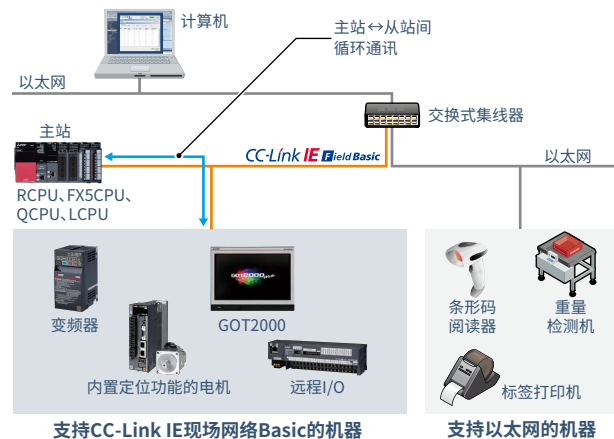 计算机
主站↔从站间
循环通讯
以太网
交换式集线器
主站
CC-Link IE Field Basic
以太网
RCPU、FX5CPU、
QCPU、LCPU
GOT2000
变频器
GOT2000
条形码
阅读器
重量
检测机
内置定位功能的电机
远程I/O
标签打印机
支持CC-Link IE现场网络Basic的机器
支持以太网的机器